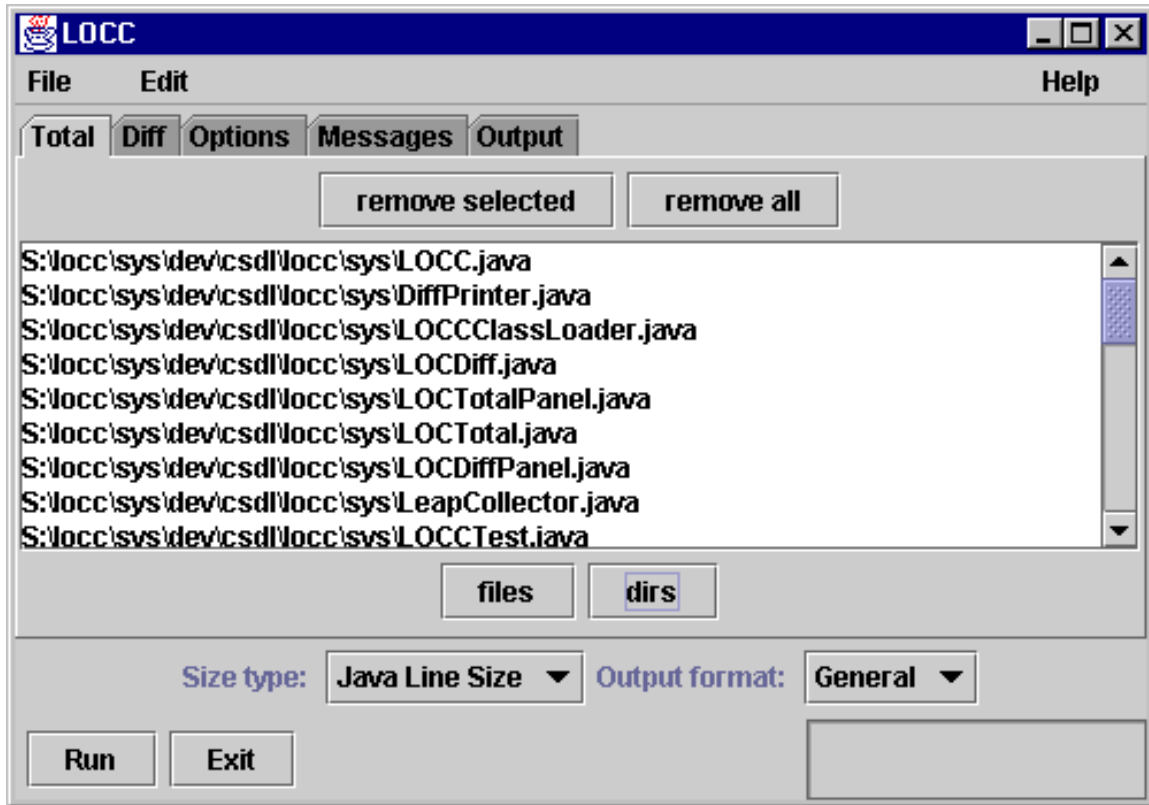 LOCC
File Edit Help
Total Diff Options Messages Output
remove selected remove all
S:\locc\sys\dev\csdl\locc\sys\LOCC.java
S:\locc\sys\dev\csdl\locc\sys\DiffPrinter.java
S:\locc\sys\dev\csdl\locc\sys\LOCCClassLoader.java
S:\locc\sys\dev\csdl\locc\sys\LOCDiff.java
S:\locc\sys\dev\csdl\locc\sys\LOCTotalPanel.java
S:\locc\sys\dev\csdl\locc\sys\LOCTotal.java
S:\locc\sys\dev\csdl\locc\sys\LOCDiffPanel.java
S:\locc\sys\dev\csdl\locc\sys\LeapCollector.java
S:\locc\sys\dev\csdl\locc\sys\LOCCTest.java
files dirs
Size type: Java Line Size Output format: General
Run Exit